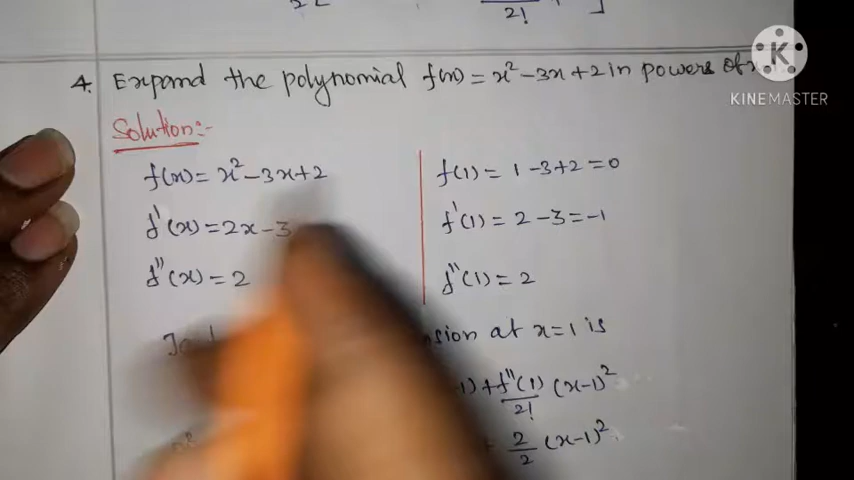 2!
4. Expand the polynomial f(x) = x² - 3x + 2 in powers of x
K
KINEMASTER
Solution:-
f(x) = x² - 3x + 2
f(1) = 1 - 3 + 2 = 0
f'(x) = 2x - 3
f'(1) = 2 - 3 = -1
f''(x) = 2
f''(1) = 2
at x = 1 is
1) + f''(1)/2! (x-1)²
2/2 (x-1)²